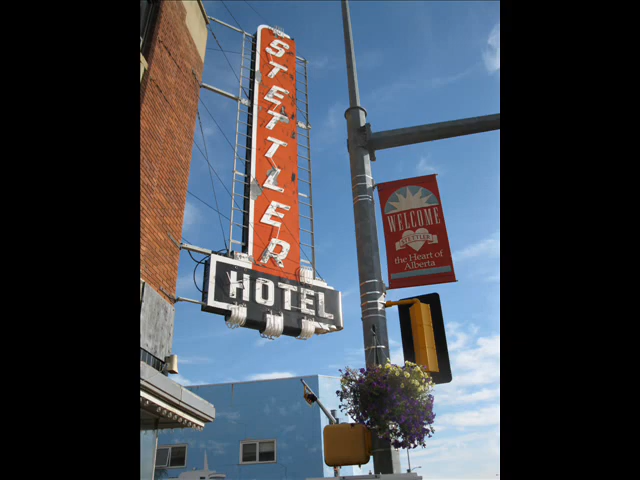 STETTLER
HOTEL
WELCOME
STETTLER
the Heart of
Alberta